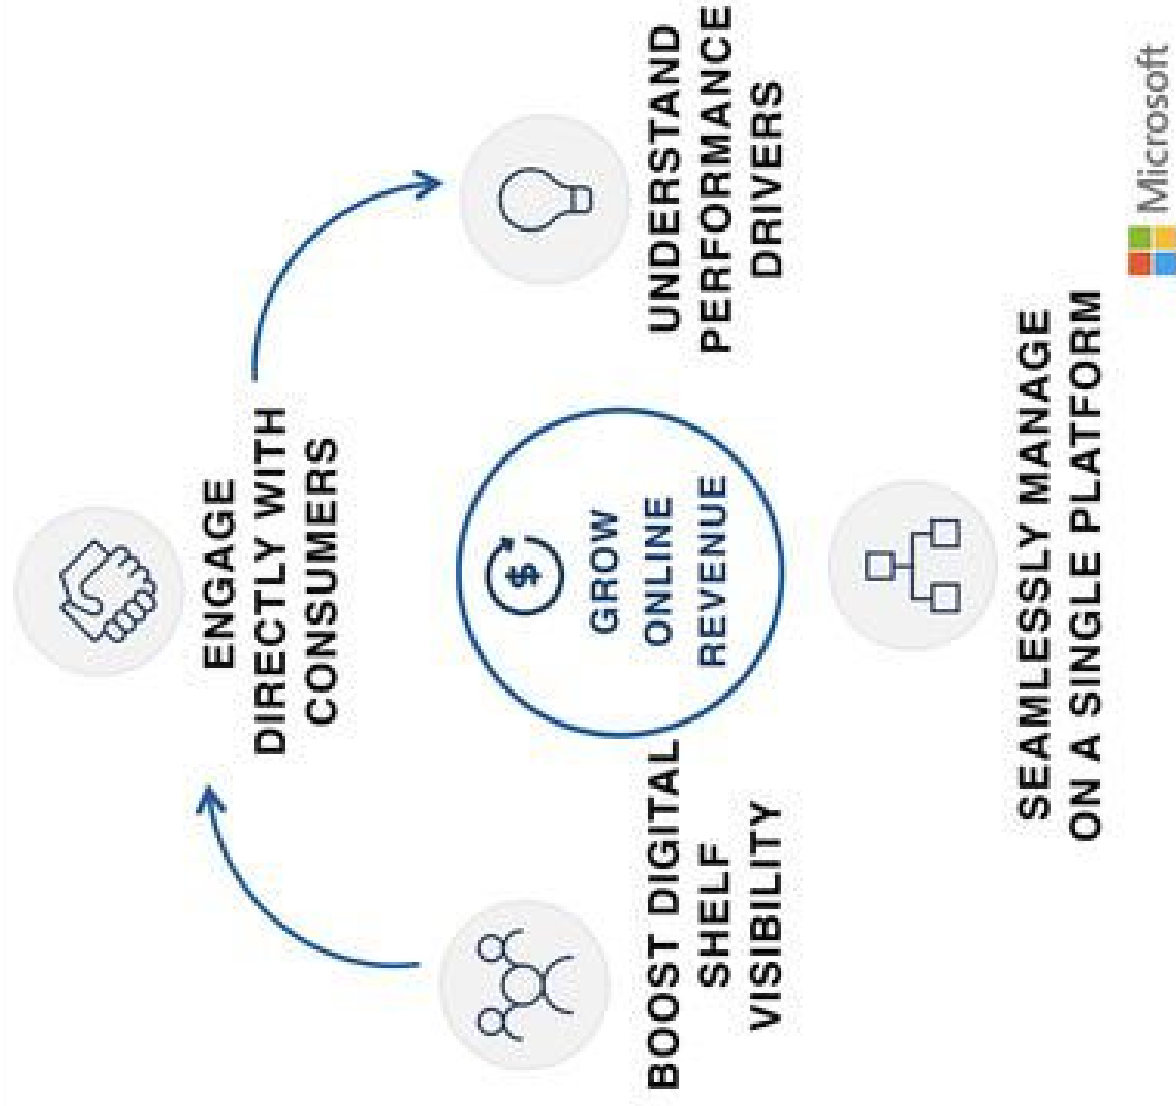 ENGAGE
DIRECTLY WITH
CONSUMERS
BOOST DIGITAL
SHELF
VISIBILITY
$
GROW
ONLINE
REVENUE
UNDERSTAND
PERFORMANCE
DRIVERS
SEAMLESSLY MANAGE
ON A SINGLE PLATFORM
Microsoft